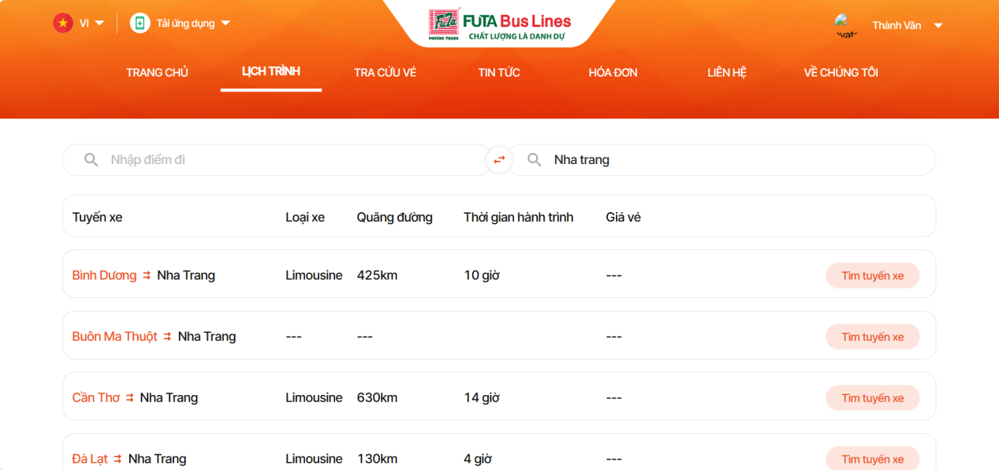 VI Tải ứng dụng
FUTA Bus Lines
PHƯƠNG TRANG CHẤT LƯỢNG LÀ DANH DỰ
Thành Văn
TRANG CHỦ LỊCH TRÌNH TRA CỨU VÉ TIN TỨC HÓA ĐƠN LIÊN HỆ VỀ CHÚNG TÔI
Nhập điểm đi Nha trang
Tuyến xe Loại xe Quãng đường Thời gian hành trình Giá vé
Bình Dương Nha Trang Limousine 425km 10 giờ --- Tìm tuyến xe
Buôn Ma Thuột Nha Trang --- --- --- Tìm tuyến xe
Cần Thơ Nha Trang Limousine 630km 14 giờ --- Tìm tuyến xe
Đà Lạt Nha Trang Limousine 130km 4 giờ --- Tìm tuyến xe